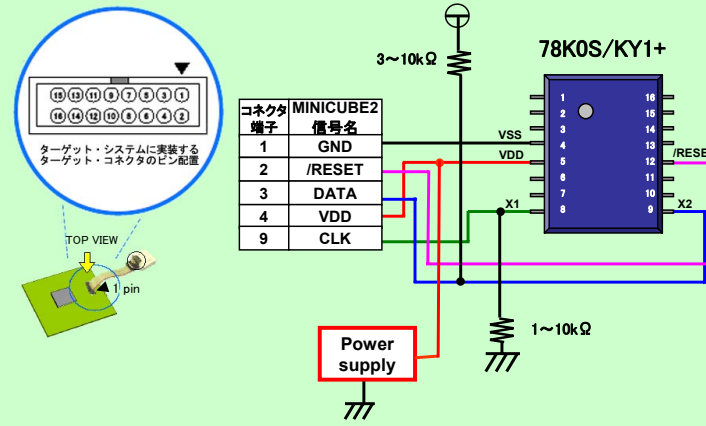 15 13 11 9 7 5 3 1
16 14 12 10 8 6 4 2
ターゲット・システムに実装する
ターゲット・コネクタのピン配置
TOP VIEW
1 pin
コネクタ
端子
MINICUBE2
信号名
1 GND
2 /RESET
3 DATA
4 VDD
9 CLK
3～10kΩ
78K0S/KY1+
1 16
2 15
VSS
3 14
4 13
VDD
5 12
/RESE
6 11
7 10
X1
8 9
X2
1～10kΩ
Power
supply